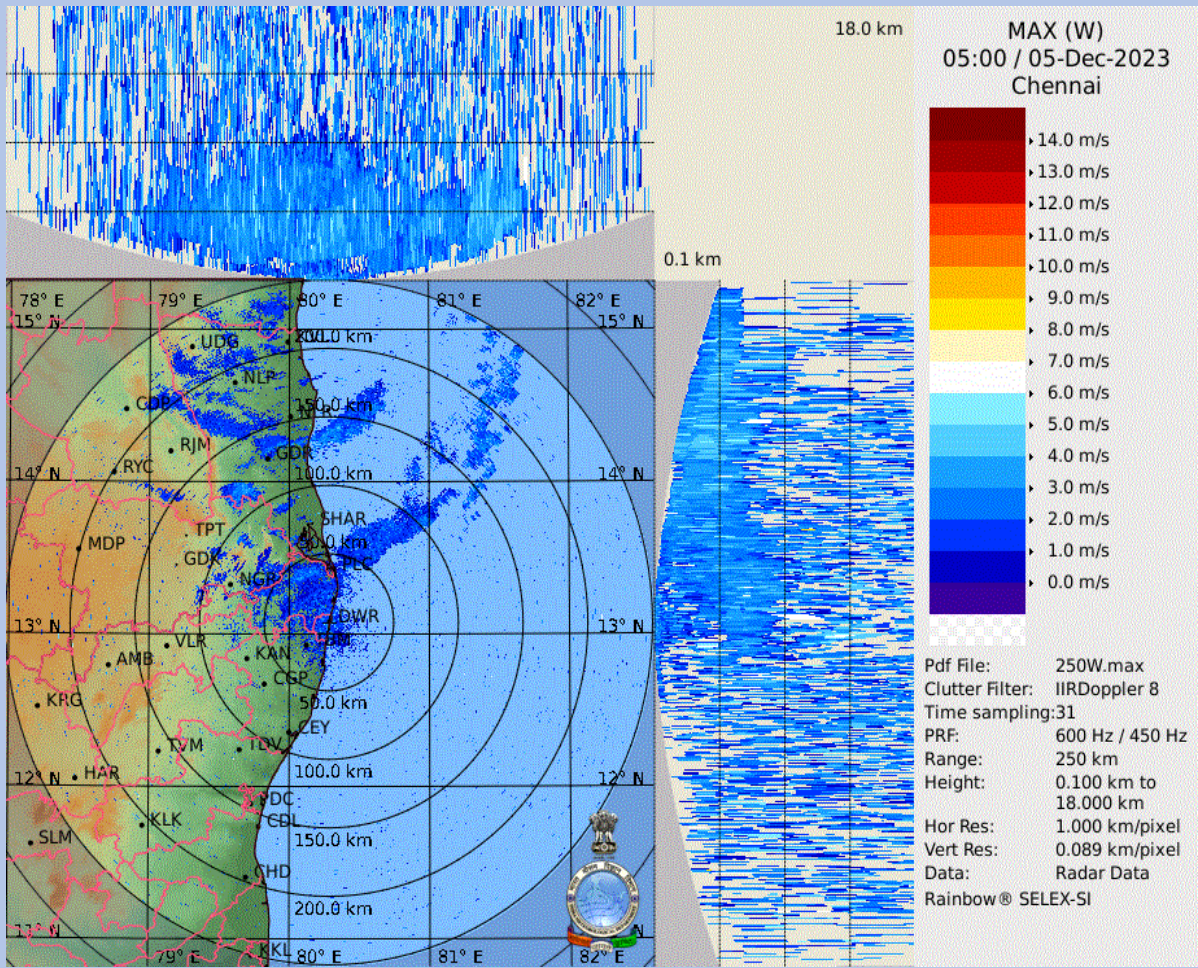 18.0 km
0.1 km
MAX (W)
05:00 / 05-Dec-2023
Chennai
14.0 m/s
13.0 m/s
12.0 m/s
11.0 m/s
10.0 m/s
9.0 m/s
8.0 m/s
7.0 m/s
6.0 m/s
5.0 m/s
4.0 m/s
3.0 m/s
2.0 m/s
1.0 m/s
0.0 m/s
Pdf File: 250W.max
Clutter Filter: IIRDoppler 8
Time sampling:31
PRF: 600 Hz / 450 Hz
Range: 250 km
Height: 0.100 km to
18.000 km
Hor Res: 1.000 km/pixel
Vert Res: 0.089 km/pixel
Data: Radar Data
Rainbow® SELEX-SI
78° E 79° E 80° E 81° E 82° E
15° N 15° N
UDG
NLP
150.0 km
RJM
GDR
RYC
100.0 km
14° N 14° N
SHAR
TPT
MDP
50.0 km
GDK
PLC
NGR
DWR
13° N 13° N
VLR
KAN
AMB
CGP
KRG
50.0 km
CEY
TVM
TDV
HAR
100.0 km
12° N 12° N
KLK
CDL
SLM
150.0 km
CHD
200.0 km
11° N 11° N
KKL
79° E 80° E 81° E 82° E